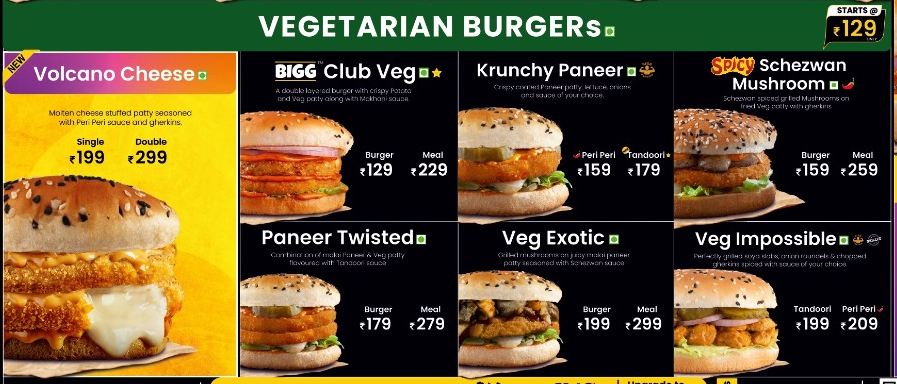 VEGETARIAN BURGERs
STARTS @
₹129
ONLY
NEW
Volcano Cheese
Molten cheese stuffed patty seasoned
with Peri Peri sauce and gherkins.
Single Double
₹199 ₹299
BIGG Club Veg
A double layered burger with crispy Potato
and Veg patty along with Makhani sauce.
Burger Meal
₹129 ₹229
Krunchy Paneer
Crispy coated Paneer patty, lettuce, onions
and sauce of your choice.
Peri Peri Tandoori
₹159 ₹179
SPICY Schezwan
Mushroom
Schezwan spiced grilled Mushrooms on
fried Veg patty with gherkins
Burger Meal
₹159 ₹259
Paneer Twisted
Combination of malai Paneer & Veg patty
flavoured with Tandoori sauce.
Burger Meal
₹179 ₹279
Veg Exotic
Grilled mushrooms on juicy malai paneer
patty seasoned with Schezwan sauce
Burger Meal
₹199 ₹299
Veg Impossible
Perfectly grilled soya slabs, onion roundels & chopped
gherkins spiced with sauce of your choice.
Tandoori Peri Peri
₹199 ₹209
Upgrade to